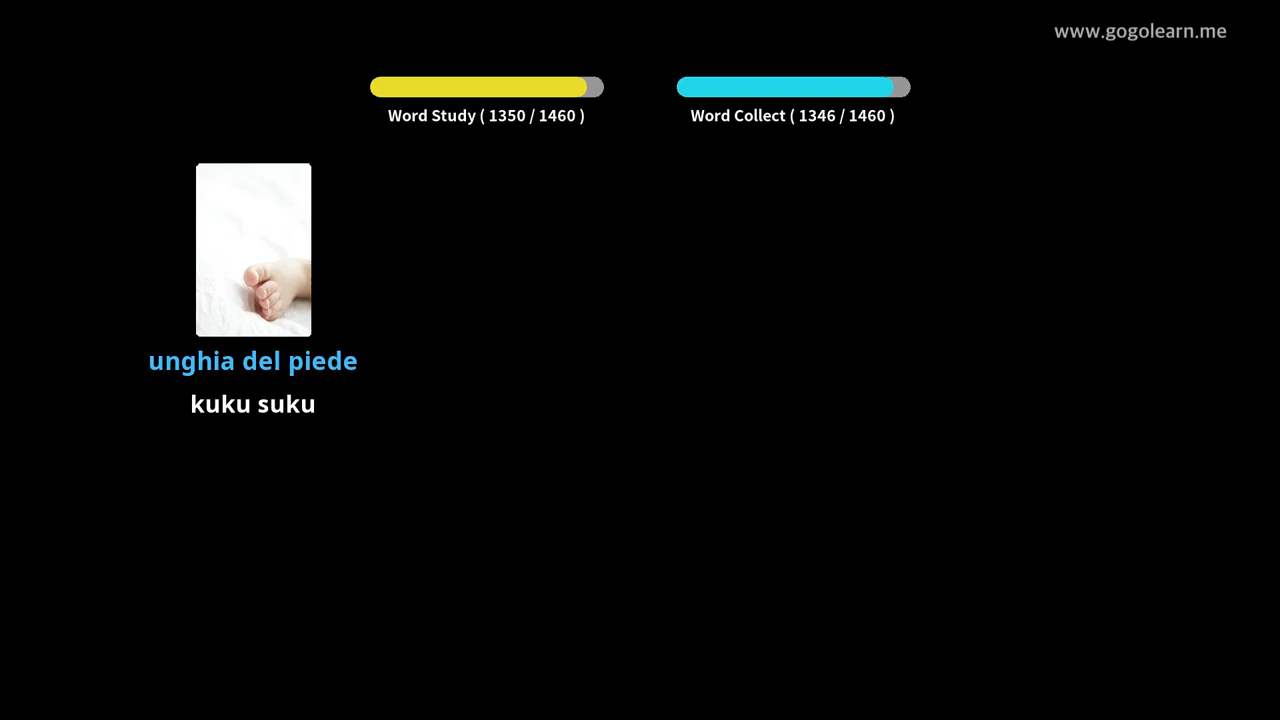 www.gogolearn.me
Word Study ( 1350 / 1460 )
Word Collect ( 1346 / 1460 )
unghia del piede
kuku suku